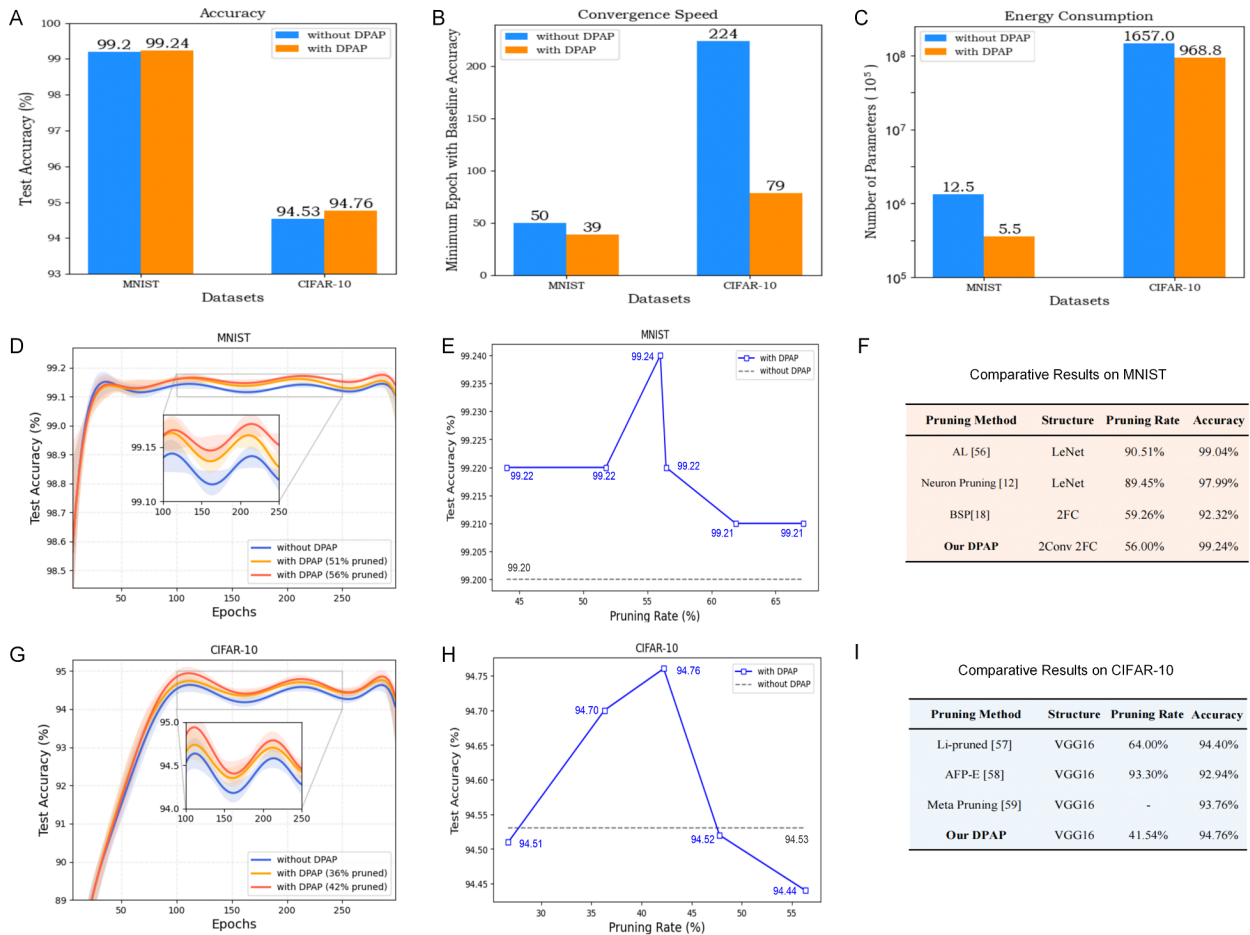 A
Accuracy
Test Accuracy (%)
100
99
98
97
96
95
94
93
99.2
99.24
94.53
94.76
without DPAP
with DPAP
MNIST
CIFAR-10
Datasets
B
Convergence Speed
Minimum Epoch with Baseline Accuracy
200
150
100
50
0
50
39
224
79
without DPAP
with DPAP
MNIST
CIFAR-10
Datasets
C
Energy Consumption
Number of Parameters ( 10⁵)
10⁸
10⁷
10⁶
10⁵
12.5
5.5
1657.0
968.8
without DPAP
with DPAP
MNIST
CIFAR-10
Datasets
D
MNIST
Test Accuracy (%)
99.2
99.1
99.0
98.9
98.8
98.7
98.6
98.5
99.15
99.10
100
150
200
250
without DPAP
with DPAP (51% pruned)
with DPAP (56% pruned)
50
100
150
200
250
Epochs
E
MNIST
Test Accuracy (%)
99.240
99.235
99.230
99.225
99.220
99.215
99.210
99.205
99.200
99.22
99.22
99.24
99.22
99.21
99.21
99.20
with DPAP
without DPAP
45
50
55
60
65
Pruning Rate (%)
F
Comparative Results on MNIST
Pruning Method Structure Pruning Rate Accuracy
AL [56] LeNet 90.51% 99.04%
Neuron Pruning [12] LeNet 89.45% 97.99%
BSP[18] 2FC 59.26% 92.32%
Our DPAP 2Conv 2FC 56.00% 99.24%
G
CIFAR-10
Test Accuracy (%)
95
94
93
92
91
90
89
95.0
94.5
94.0
100
150
200
250
without DPAP
with DPAP (36% pruned)
with DPAP (42% pruned)
50
100
150
200
250
Epochs
H
CIFAR-10
Test Accuracy (%)
94.75
94.70
94.65
94.60
94.55
94.50
94.45
94.51
94.70
94.76
94.52
94.53
94.44
with DPAP
without DPAP
30
35
40
45
50
55
Pruning Rate (%)
I
Comparative Results on CIFAR-10
Pruning Method Structure Pruning Rate Accuracy
Li-pruned [57] VGG16 64.00% 94.40%
AFP-E [58] VGG16 93.30% 92.94%
Meta Pruning [59] VGG16 - 93.76%
Our DPAP VGG16 41.54% 94.76%